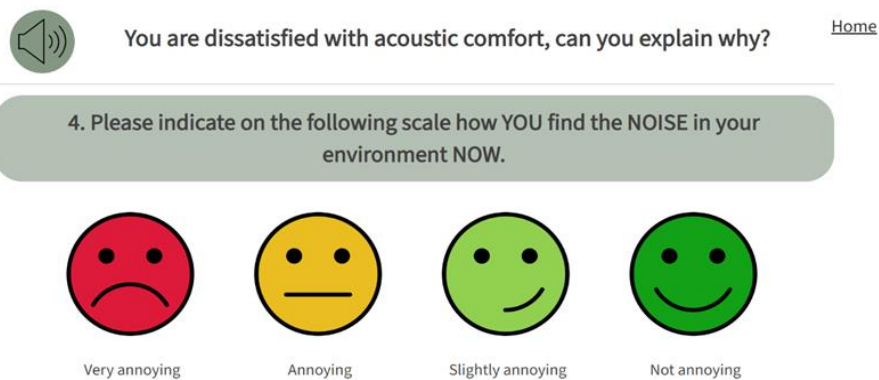 You are dissatisfied with acoustic comfort, can you explain why?
Home
4. Please indicate on the following scale how YOU find the NOISE in your
environment NOW.
Very annoying
Annoying
Slightly annoying
Not annoying